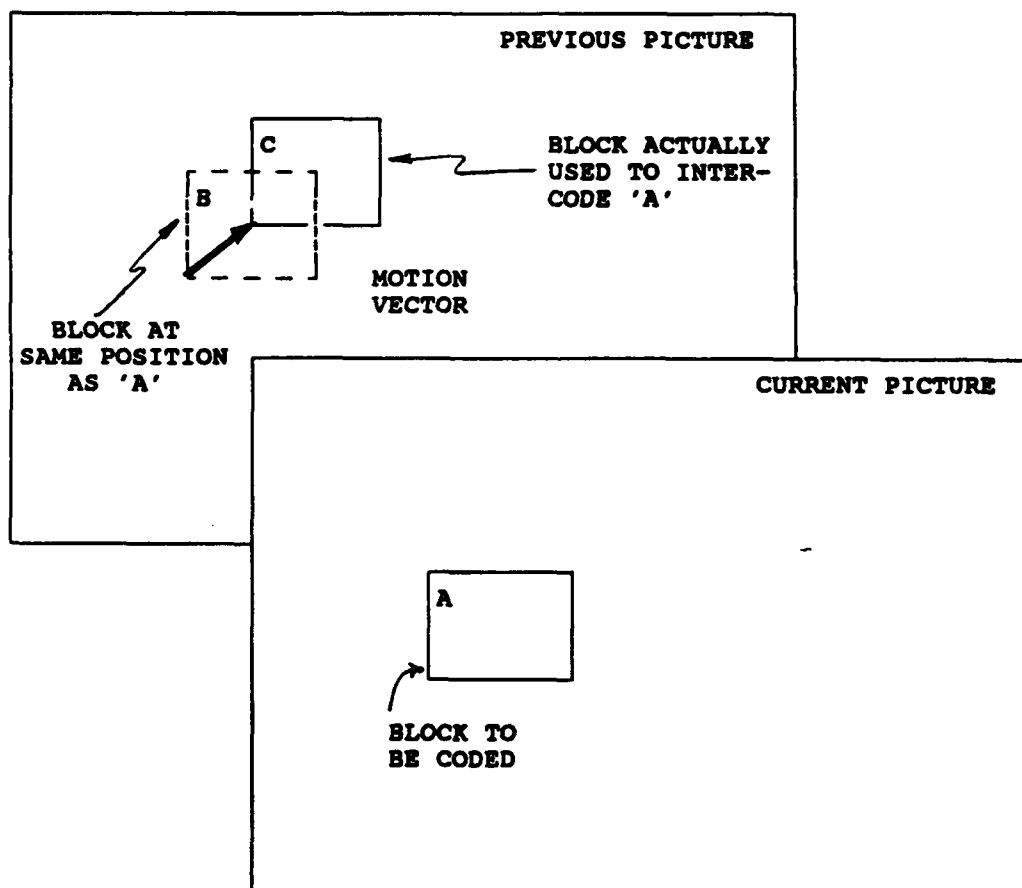 PREVIOUS PICTURE
C
BLOCK ACTUALLY
USED TO INTER-
CODE 'A'
B
MOTION
VECTOR
BLOCK AT
SAME POSITION
AS 'A'
CURRENT PICTURE
A
BLOCK TO
BE CODED